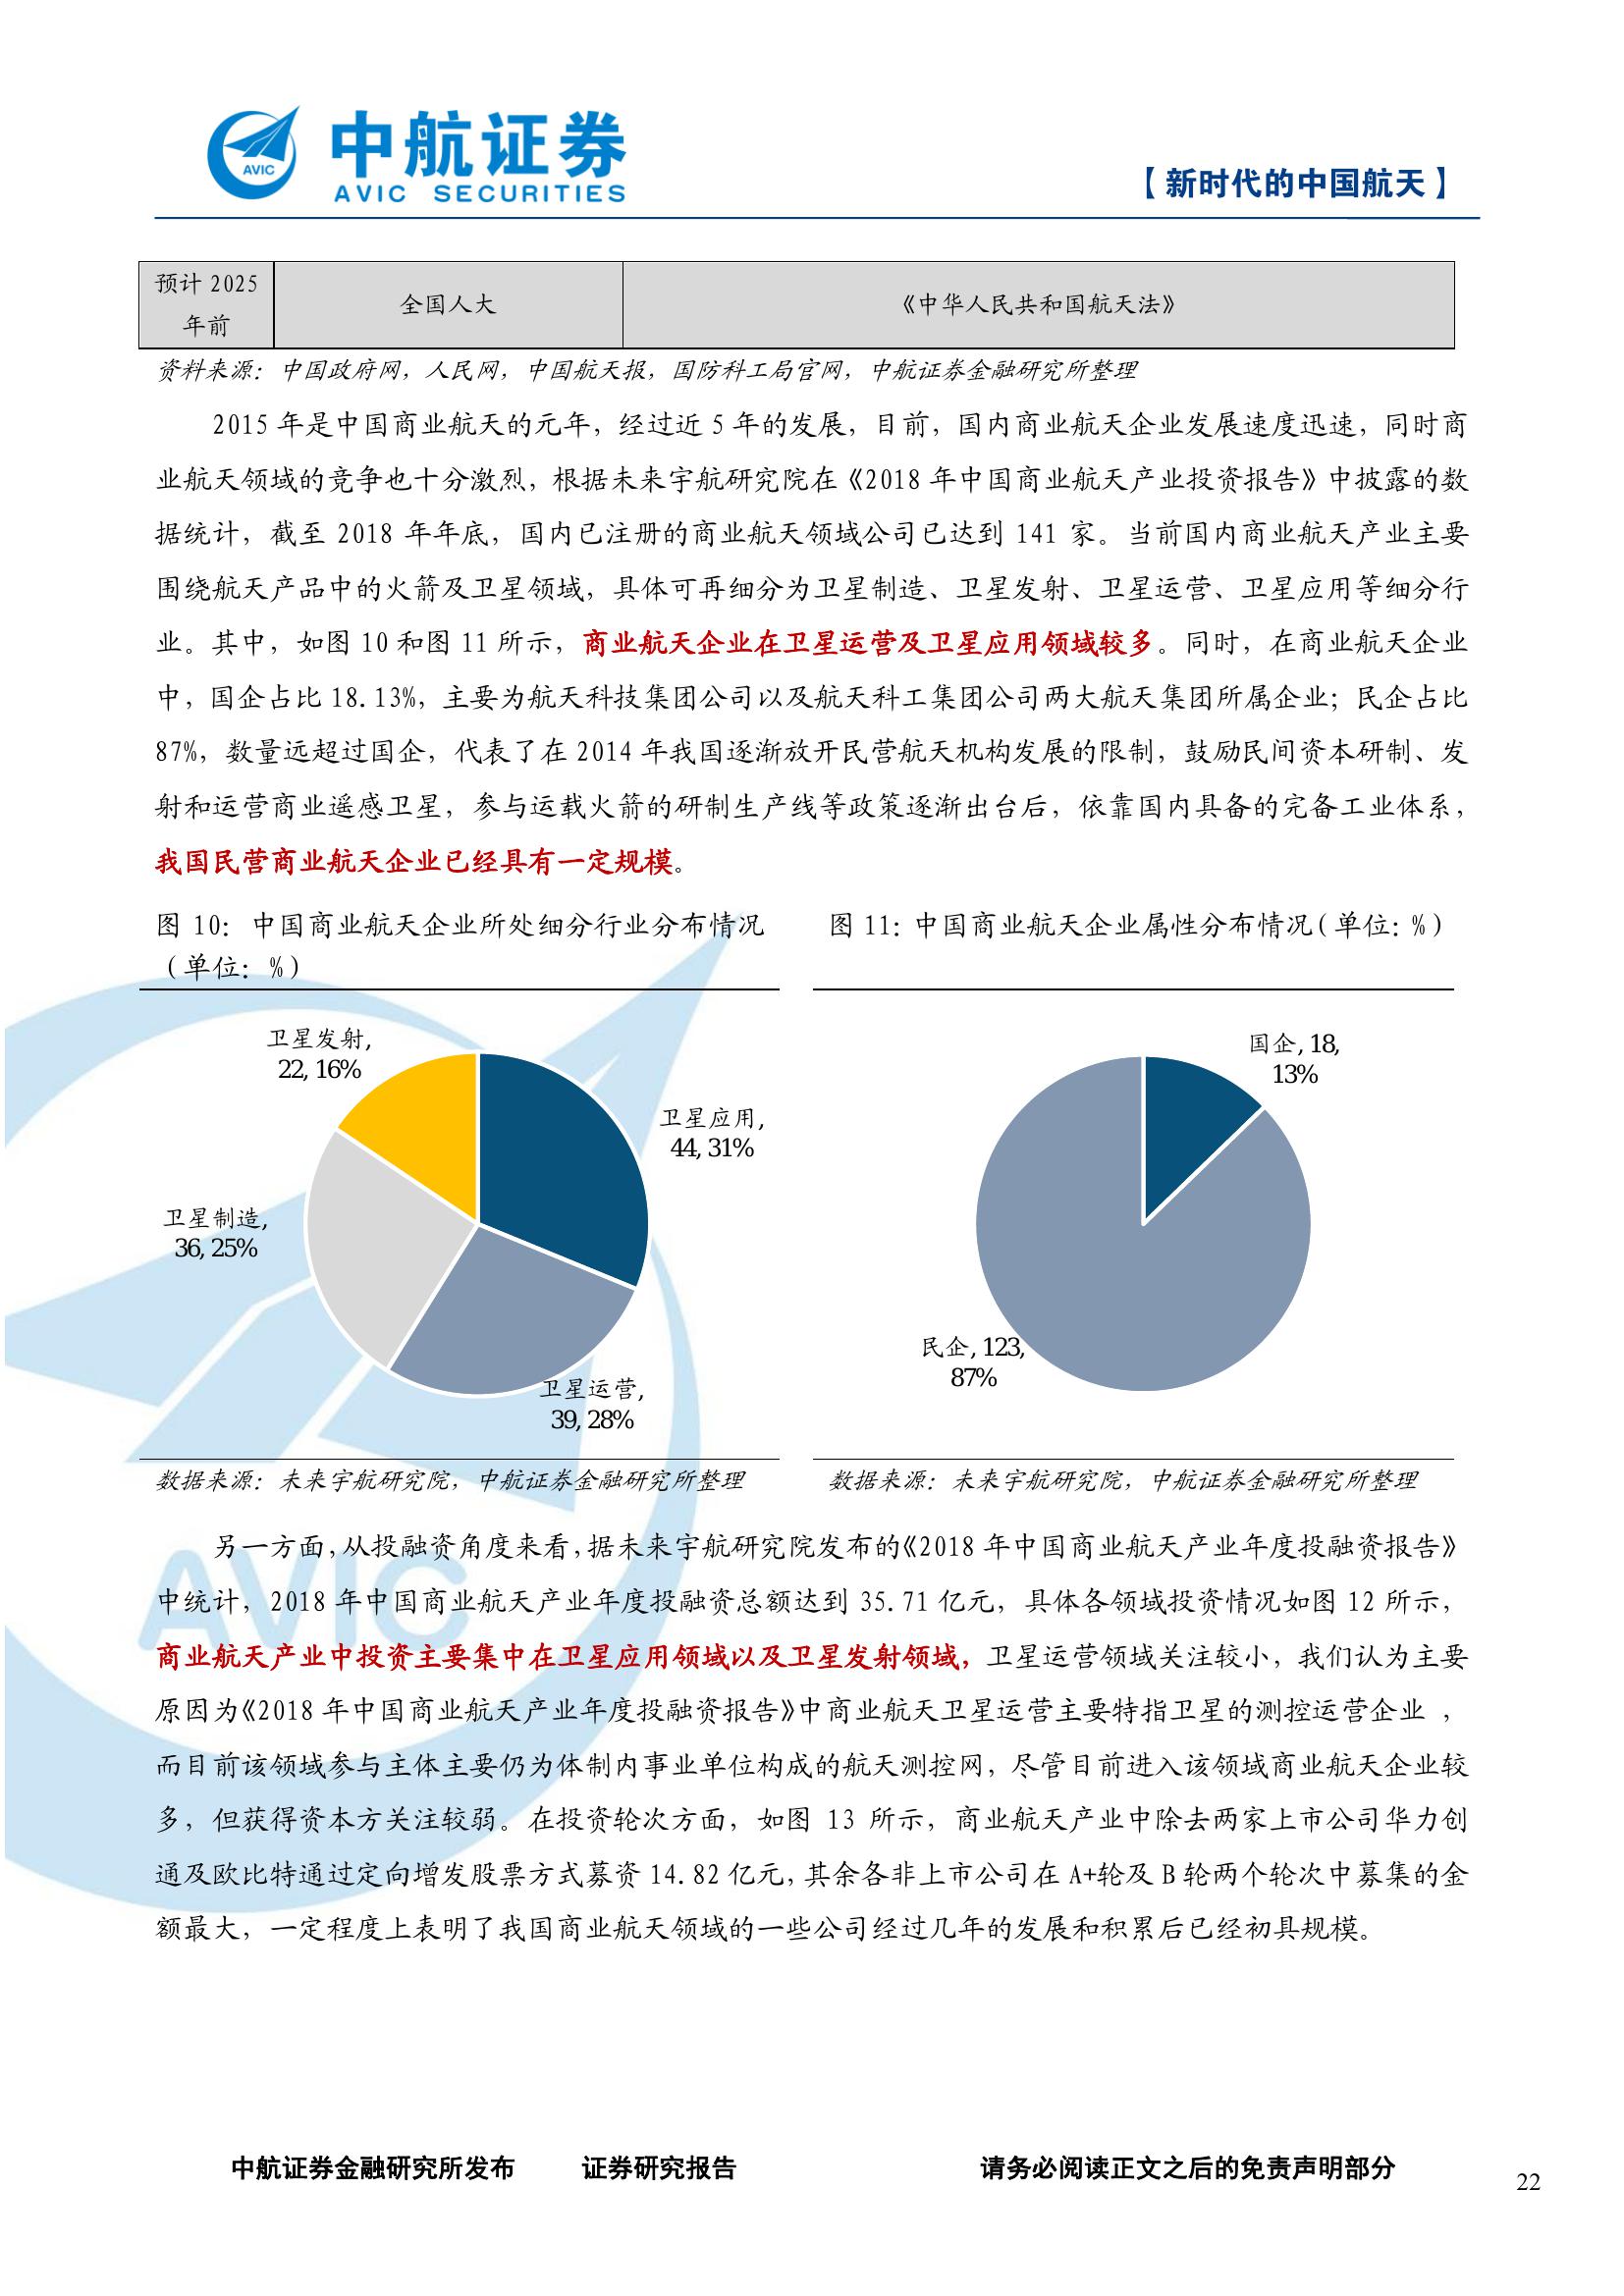 AVIC
中航证券
AVIC SECURITIES
【新时代的中国航天】
预计 2025
年前
全国人大
《中华人民共和国航天法》
资料来源：中国政府网，人民网，中国航天报，国防科工局官网，中航证券金融研究所整理
2015 年是中国商业航天的元年，经过近 5 年的发展，目前，国内商业航天企业发展速度迅速，同时商
业航天领域的竞争也十分激烈，根据未来宇航研究院在《2018 年中国商业航天产业投资报告》中披露的数
据统计，截至 2018 年年底，国内已注册的商业航天领域公司已达到 141 家。当前国内商业航天产业主要
围绕航天产品中的火箭及卫星领域，具体可再细分为卫星制造、卫星发射、卫星运营、卫星应用等细分行
业。其中，如图 10 和图 11 所示，商业航天企业在卫星运营及卫星应用领域较多。同时，在商业航天企业
中，国企占比 18.13%，主要为航天科技集团公司以及航天科工集团公司两大航天集团所属企业；民企占比
87%，数量远超过国企，代表了在 2014 年我国逐渐放开民营航天机构发展的限制，鼓励民间资本研制、发
射和运营商业遥感卫星，参与运载火箭的研制生产线等政策逐渐出台后，依靠国内具备的完备工业体系，
我国民营商业航天企业已经具有一定规模。
图 10：中国商业航天企业所处细分行业分布情况
（单位：%）
卫星发射,
22, 16%
卫星应用,
44, 31%
卫星制造,
36, 25%
卫星运营,
39, 28%
数据来源：未来宇航研究院，中航证券金融研究所整理
图 11：中国商业航天企业属性分布情况（单位：%）
国企, 18,
13%
民企, 123,
87%
数据来源：未来宇航研究院，中航证券金融研究所整理
另一方面，从投融资角度来看，据未来宇航研究院发布的《2018 年中国商业航天产业年度投融资报告》
中统计，2018 年中国商业航天产业年度投融资总额达到 35.71 亿元，具体各领域投资情况如图 12 所示，
商业航天产业中投资主要集中在卫星应用领域以及卫星发射领域，卫星运营领域关注较小，我们认为主要
原因为《2018 年中国商业航天产业年度投融资报告》中商业航天卫星运营主要特指卫星的测控运营企业 ，
而目前该领域参与主体主要仍为体制内事业单位构成的航天测控网，尽管目前进入该领域商业航天企业较
多，但获得资本方关注较弱。在投资轮次方面，如图 13 所示，商业航天产业中除去两家上市公司华力创
通及欧比特通过定向增发股票方式募资 14.82 亿元，其余各非上市公司在 A+轮及 B 轮两个轮次中募集的金
额最大，一定程度上表明了我国商业航天领域的一些公司经过几年的发展和积累后已经初具规模。
AVIC
中航证券金融研究所发布 证券研究报告 请务必阅读正文之后的免责声明部分
22